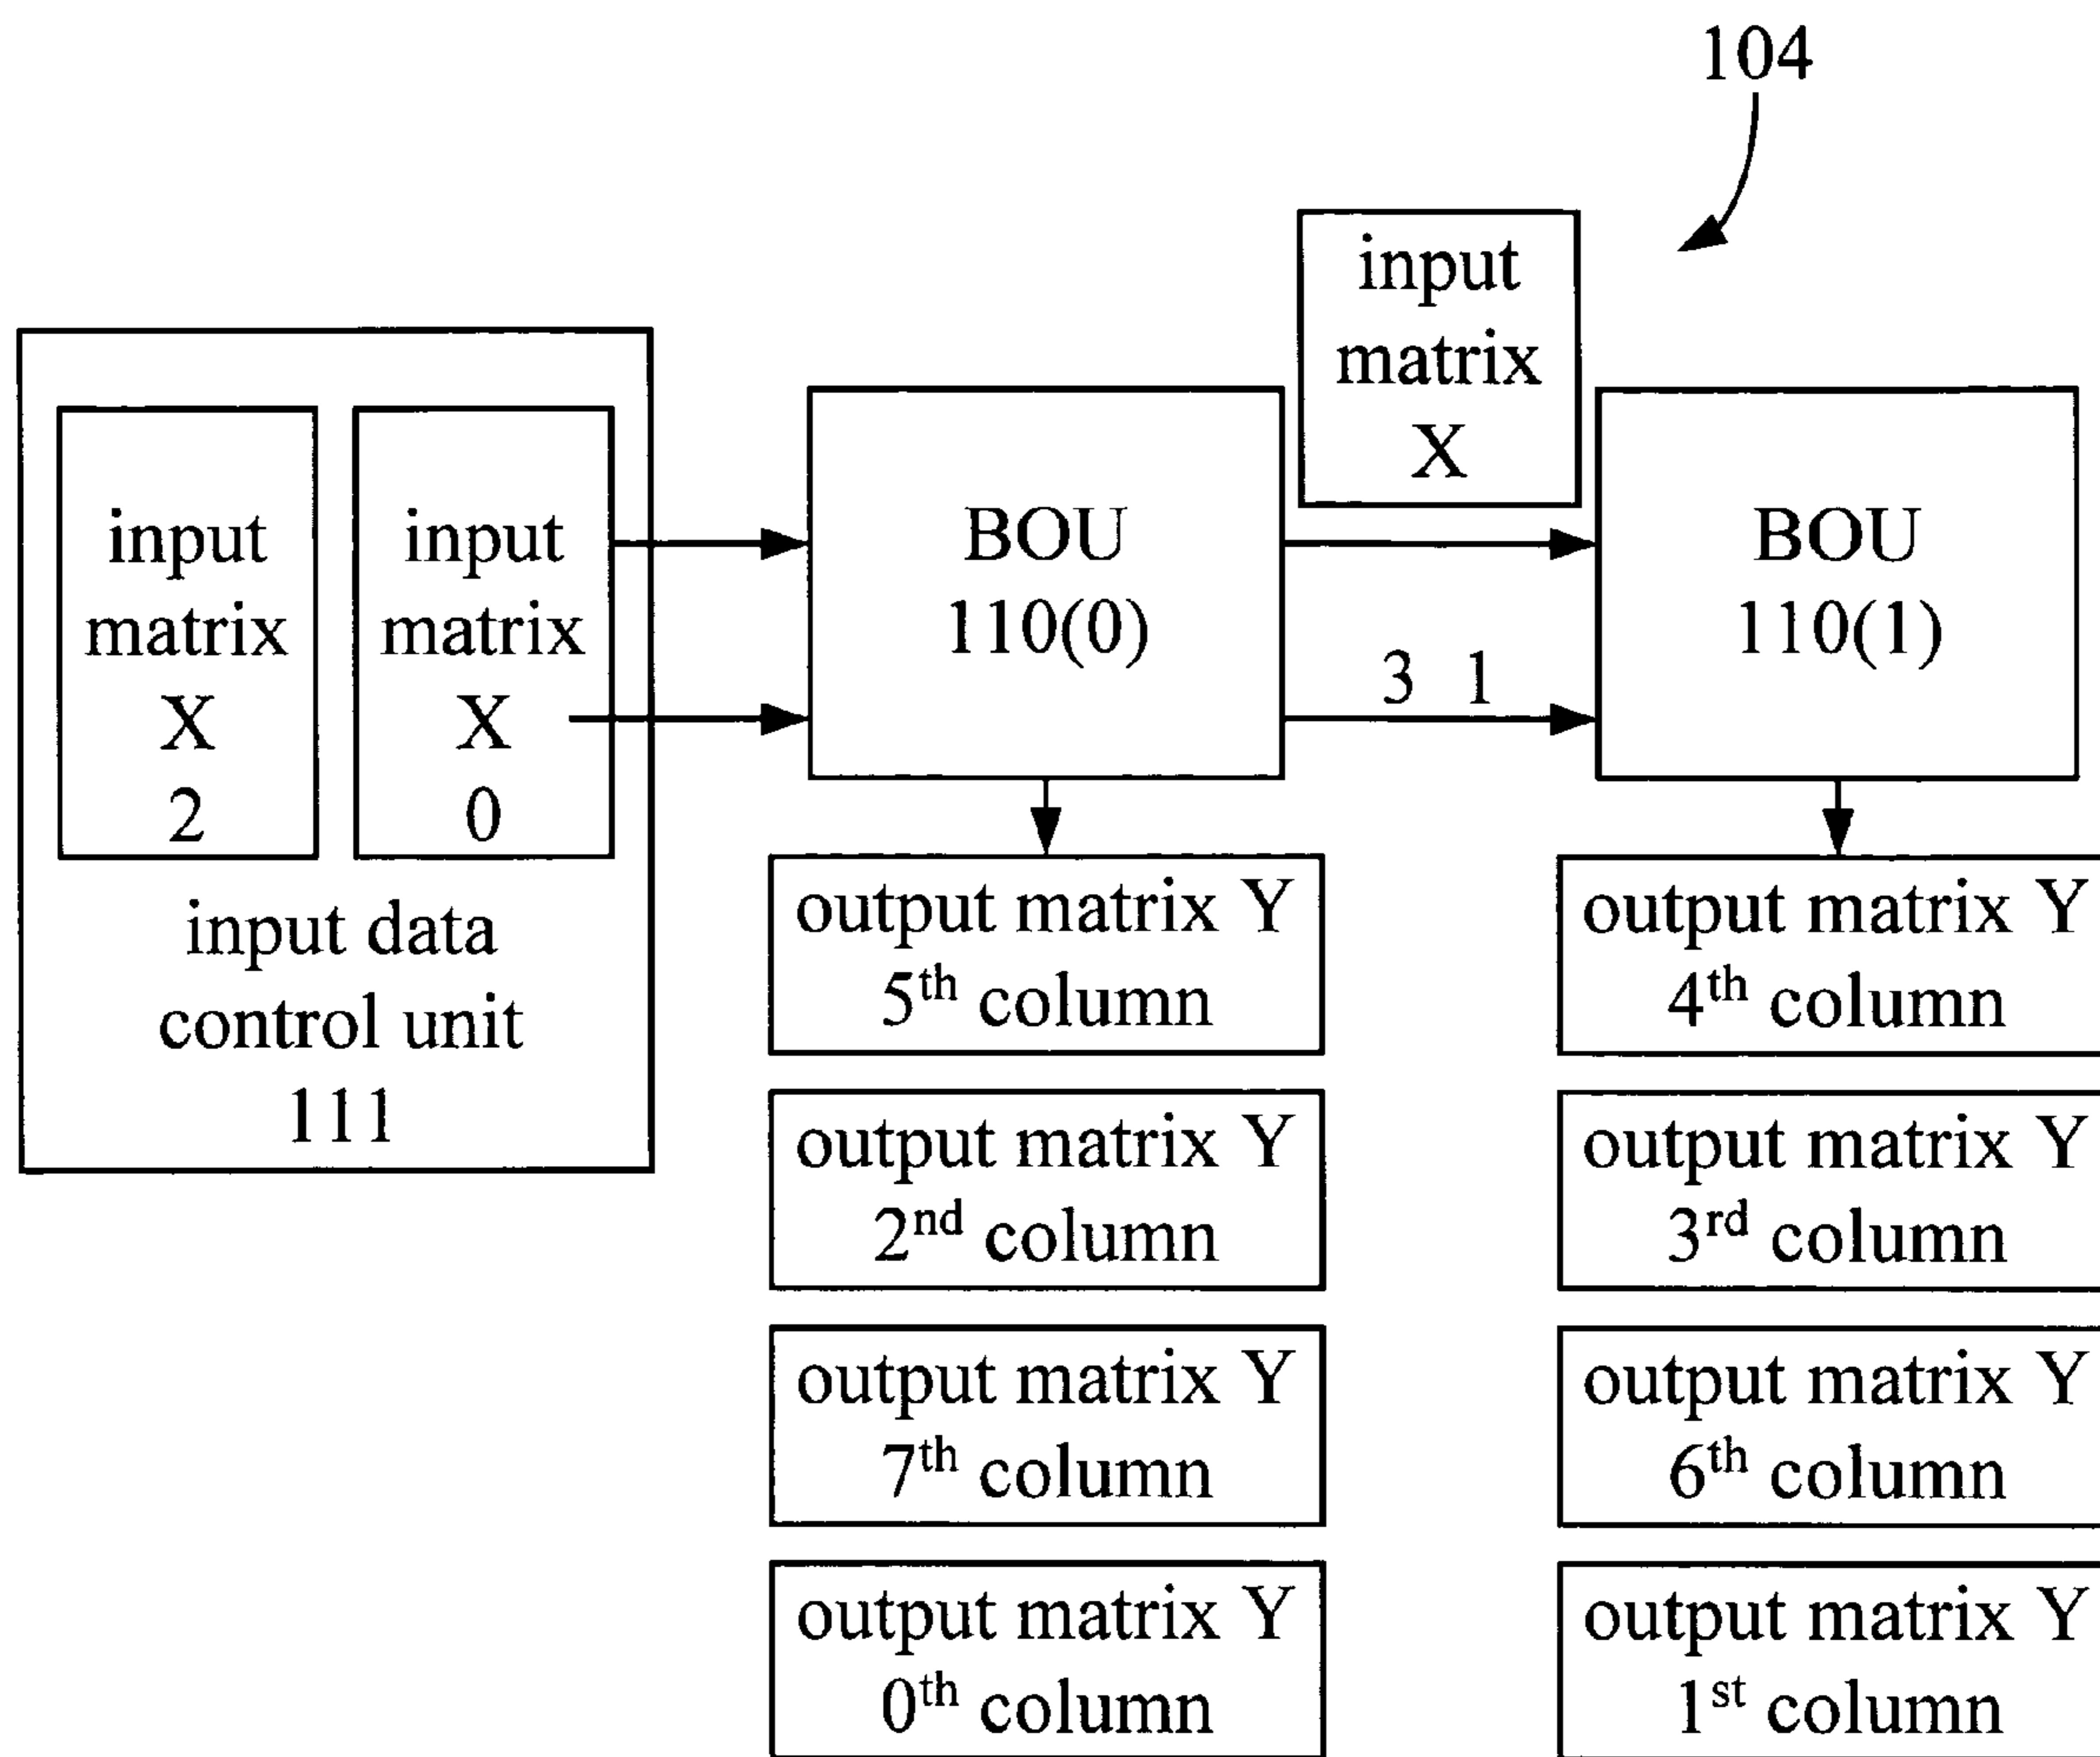 104
input
matrix
X
input
matrix
X
2
input
matrix
X
0
input data
control unit
111
BOU
110(0)
3 1
BOU
110(1)
output matrix Y
5th column
output matrix Y
4th column
output matrix Y
2nd column
output matrix Y
3rd column
output matrix Y
7th column
output matrix Y
6th column
output matrix Y
0th column
output matrix Y
1st column